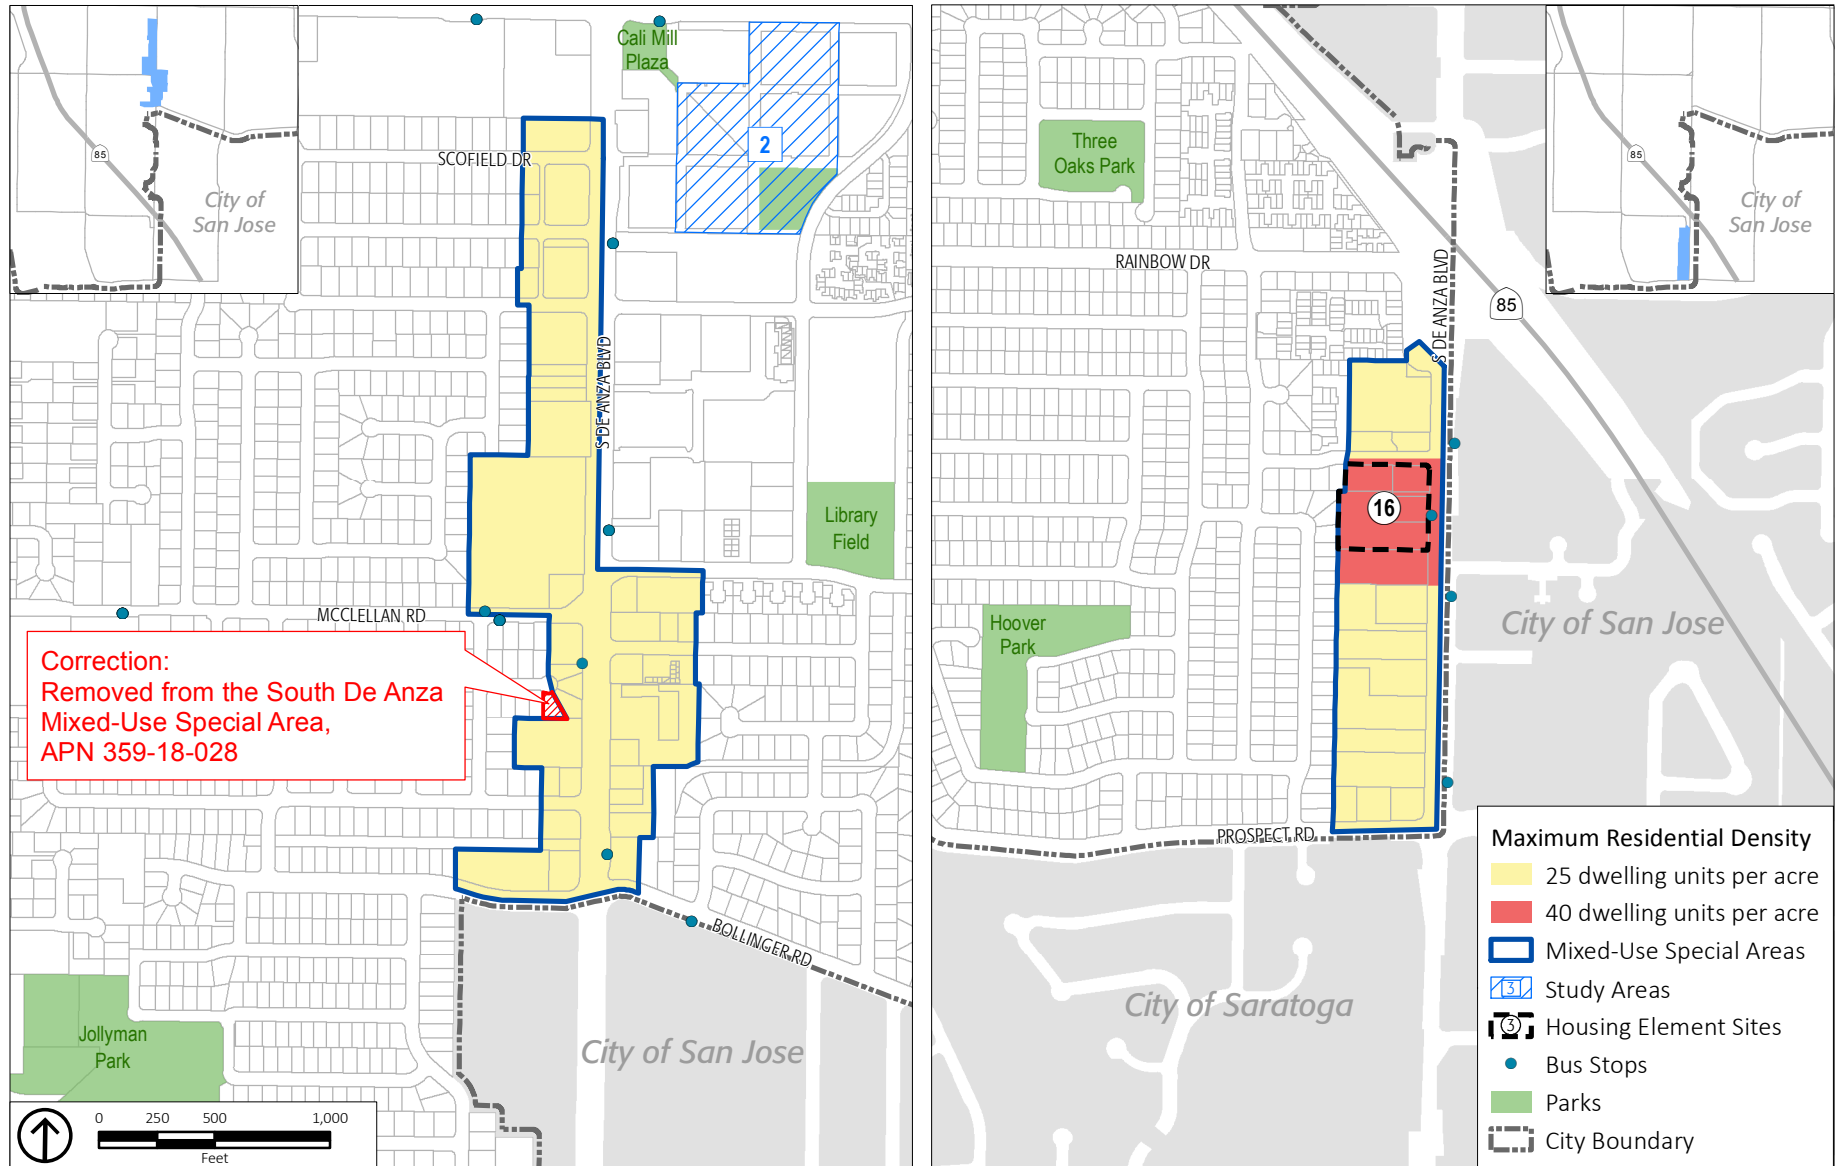 85
City of
San Jose
SCOFIELD DR
Cali Mill
Plaza
2
S DE ANZA BLVD
Library
Field
MCCLELLAN RD
Correction:
Removed from the South De Anza
Mixed-Use Special Area,
APN 359-18-028
BOLLINGER RD
City of San Jose
Jollyman
Park
0 250 500 1,000
Feet
Three
Oaks Park
RAINBOW DR
S DE ANZA BLVD
85
85
City of
San Jose
16
Hoover
Park
City of San Jose
PROSPECT RD
City of Saratoga
Maximum Residential Density
25 dwelling units per acre
40 dwelling units per acre
Mixed-Use Special Areas
3 Study Areas
3 Housing Element Sites
Bus Stops
Parks
City Boundary